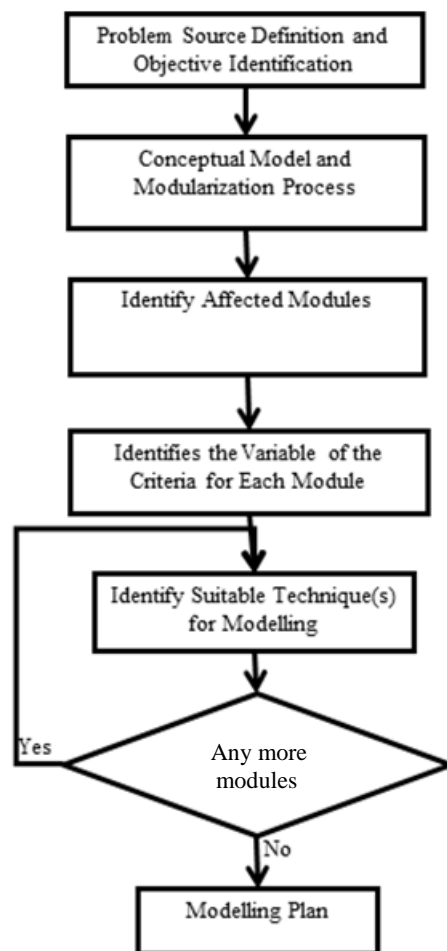 Problem Source Definition and
Objective Identification
Conceptual Model and
Modularization Process
Identify Affected Modules
Identifies the Variable of the
Criteria for Each Module
Identify Suitable Technique(s)
for Modelling
Yes
Any more
modules
No
Modelling Plan